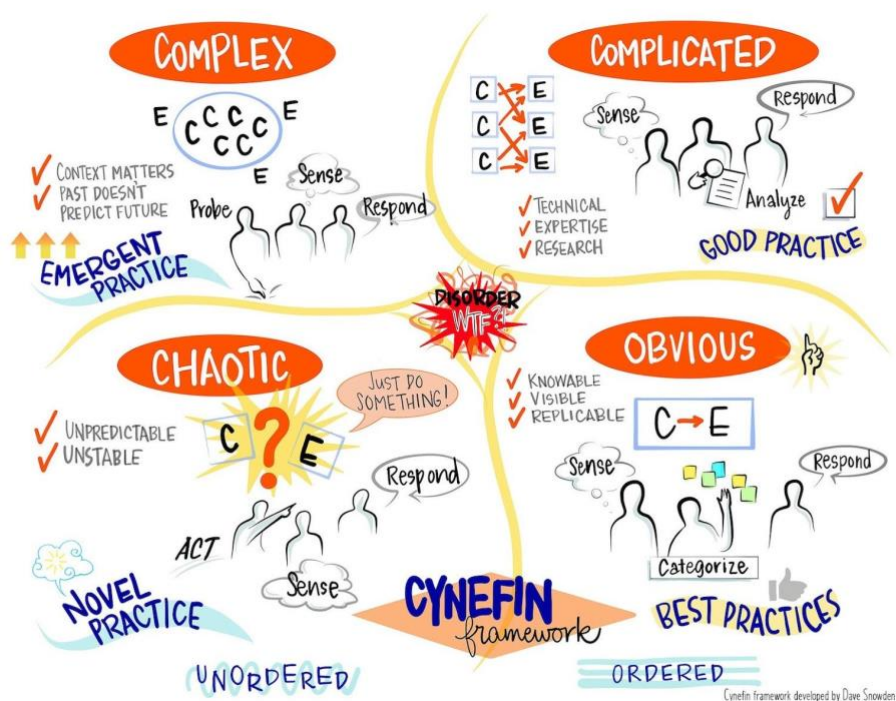 COMPLEX
E
C C C C C C C
E
E
CONTEXT MATTERS
PAST DOESN'T
PREDICT FUTURE
Probe
Sense
Respond
EMERGENT
PRACTICE
COMPLICATED
C E
C E
C E
Sense
Respond
Analyze
TECHNICAL
EXPERTISE
RESEARCH
GOOD PRACTICE
DISORDER
WTF?!
CHAOTIC
UNPREDICTABLE
UNSTABLE
C ? E
JUST DO
SOMETHING!
ACT
Sense
Respond
NOVEL
PRACTICE
OBVIOUS
KNOWABLE
VISIBLE
REPLICABLE
C → E
Sense
Respond
Categorize
BEST PRACTICES
CYNEFIN
framework
UNORDERED
ORDERED
Cynefin framework developed by Dave Snowden